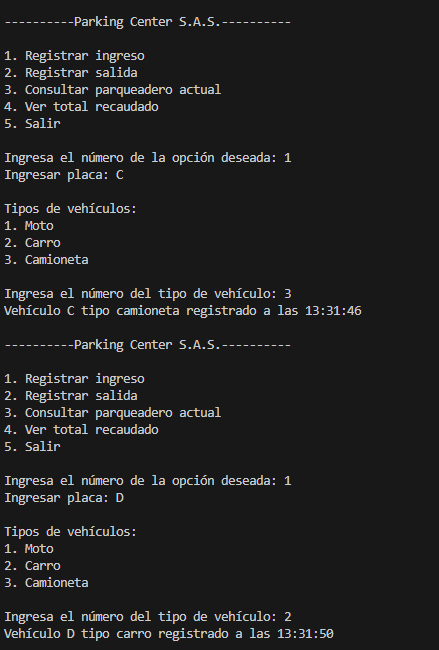 ----------Parking Center S.A.S.----------
1. Registrar ingreso
2. Registrar salida
3. Consultar parqueadero actual
4. Ver total recaudado
5. Salir
Ingresa el número de la opción deseada: 1
Ingresar placa: C
Tipos de vehículos:
1. Moto
2. Carro
3. Camioneta
Ingresa el número del tipo de vehículo: 3
Vehículo C tipo camioneta registrado a las 13:31:46
----------Parking Center S.A.S.----------
1. Registrar ingreso
2. Registrar salida
3. Consultar parqueadero actual
4. Ver total recaudado
5. Salir
Ingresa el número de la opción deseada: 1
Ingresar placa: D
Tipos de vehículos:
1. Moto
2. Carro
3. Camioneta
Ingresa el número del tipo de vehículo: 2
Vehículo D tipo carro registrado a las 13:31:50